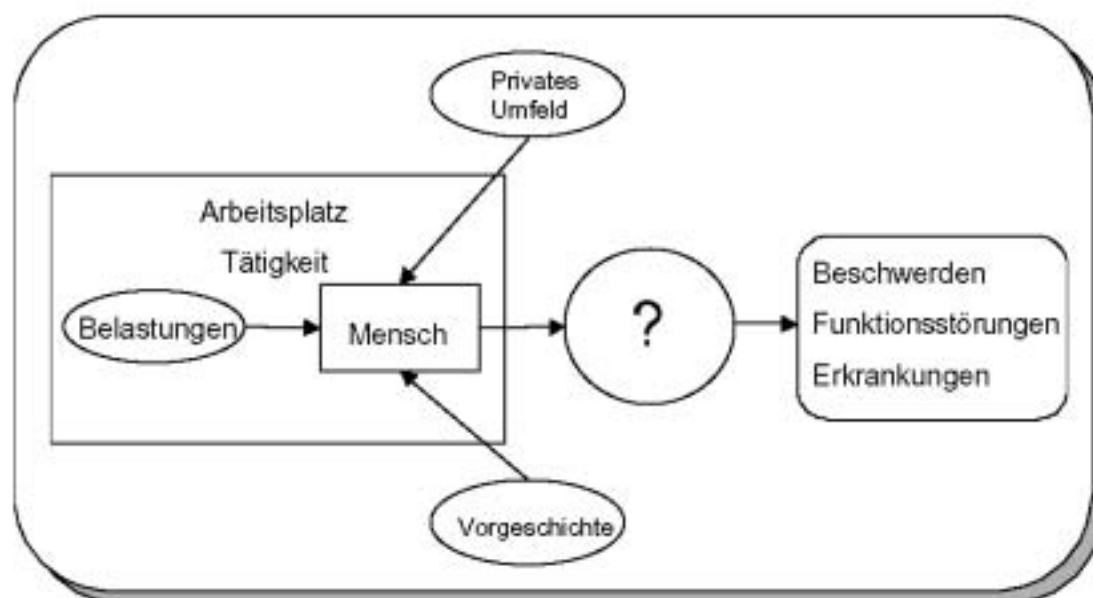 Privates
Umfeld
Arbeitsplatz
Tätigkeit
Belastungen
Mensch
?
Beschwerden
Funktionsstörungen
Erkrankungen
Vorgeschichte